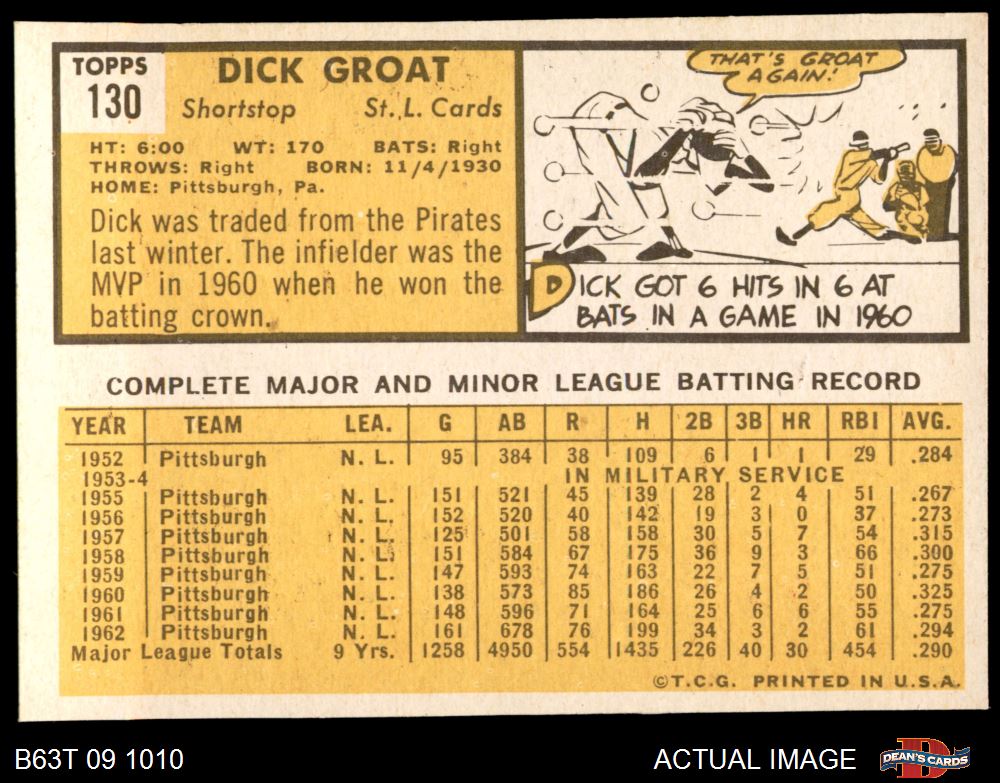 TOPPS
130
DICK GROAT
Shortstop St. L. Cards
HT: 6:00 WT: 170 BATS: Right
THROWS: Right BORN: 11/4/1930
HOME: Pittsburgh, Pa.
Dick was traded from the Pirates
last winter. The infielder was the
MVP in 1960 when he won the
batting crown.
THAT'S GROAT
AGAIN!
DICK GOT 6 HITS IN 6 AT
BATS IN A GAME IN 1960
COMPLETE MAJOR AND MINOR LEAGUE BATTING RECORD
YEAR TEAM LEA. G AB R H 2B 3B HR RBI AVG.
1952 Pittsburgh N. L. 95 384 38 109 6 1 1 29 .284
1953-4 IN MILITARY SERVICE
1955 Pittsburgh N. L. 151 521 45 139 28 2 4 51 .267
1956 Pittsburgh N. L. 152 520 40 142 19 3 0 37 .273
1957 Pittsburgh N. L. 125 501 58 158 30 5 7 54 .315
1958 Pittsburgh N. L. 151 584 67 175 36 9 3 66 .300
1959 Pittsburgh N. L. 147 593 74 163 22 7 5 51 .275
1960 Pittsburgh N. L. 138 573 85 186 26 4 2 50 .325
1961 Pittsburgh N. L. 148 596 71 164 25 6 6 55 .275
1962 Pittsburgh N. L. 161 678 76 199 34 3 2 61 .294
Major League Totals 9 Yrs. 1258 4950 554 1435 226 40 30 454 .290
©T.C.G. PRINTED IN U.S.A.
B63T 09 1010 ACTUAL IMAGE
DEAN'S CARDS